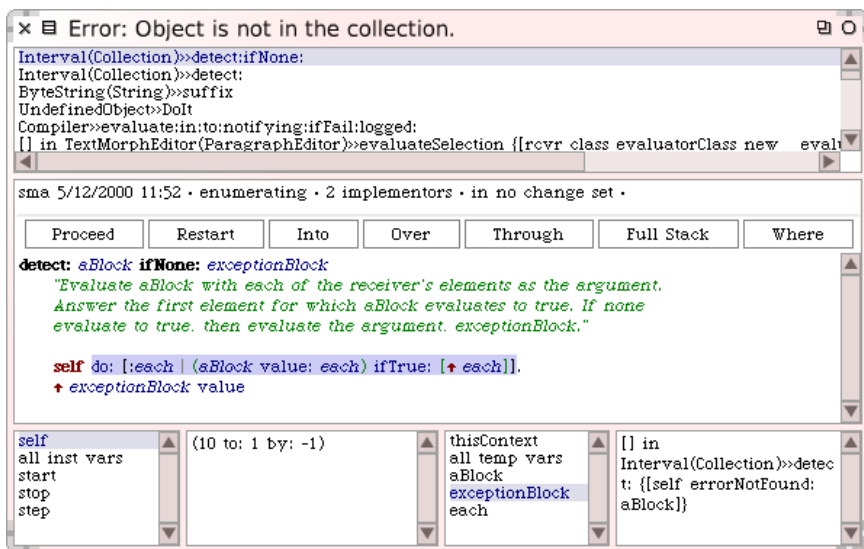 Error: Object is not in the collection.
Interval(Collection)»detect:ifNone:
Interval(Collection)»detect:
ByteString(String)»suffix
UndefinedObject»DoIt
Compiler»evaluate:in:to:notifying:ifFail:logged:
[] in TextMorphEditor(ParagraphEditor)»evaluateSelection {[rcvr class evaluatorClass new
sma 5/12/2000 11:52 · enumerating · 2 implementors · in no change set ·
Proceed Restart Into Over Through Full Stack Where
detect: aBlock ifNone: exceptionBlock
"Evaluate aBlock with each of the receiver's elements as the argument.
Answer the first element for which aBlock evaluates to true. If none
evaluate to true, then evaluate the argument, exceptionBlock."
self do: [:each | (aBlock value: each) ifTrue: [↑ each]].
↑ exceptionBlock value
self
all inst vars
start
stop
step
(10 to: 1 by: -1)
thisContext
all temp vars
aBlock
exceptionBlock
each
[] in
Interval(Collection)»detec
t: {[self errorNotFound:
aBlock]}